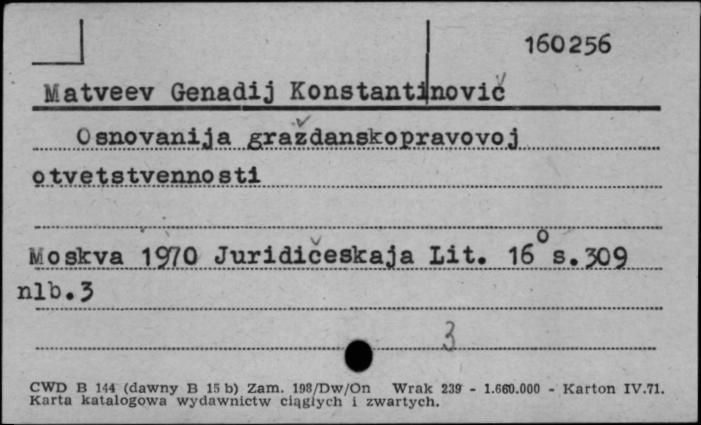 160256
Matveev Genadij Konstantinovič
Osnovanija graždanskopravovoj
otvetstvennosti
Moskva 1970 Juridičeskaja Lit. 16° s.309
nlb.3
3
CWD B 144 (dawny B 15 b) Zam. 198/Dw/On Wrak 239 - 1.660.000 - Karton IV.71.
Karta katalogowa wydawnictw ciągłych i zwartych.